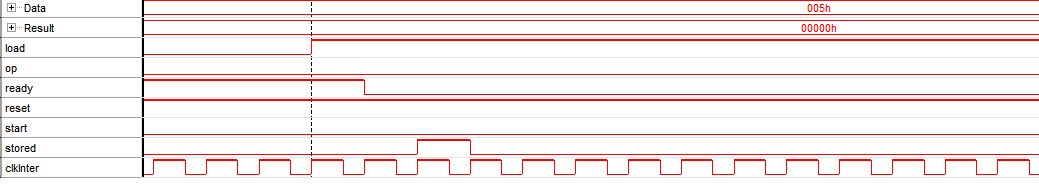 Data 005h
Result 00000h
load
op
ready
reset
start
stored
clkInter